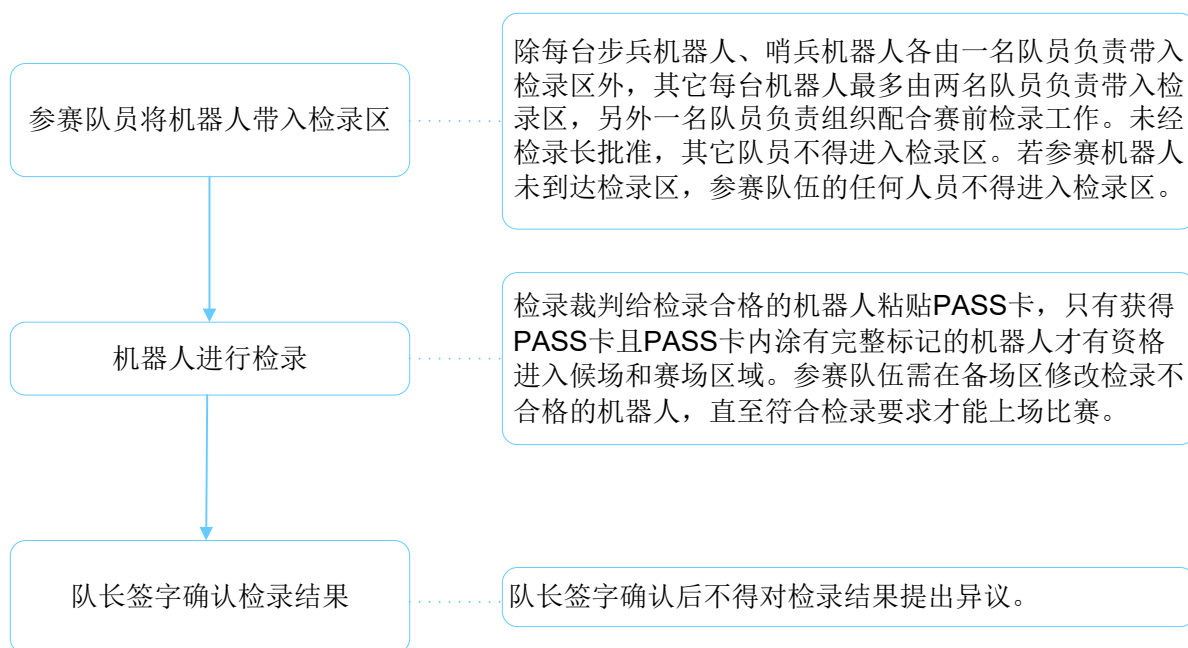 参赛队员将机器人带入检录区
除每台步兵机器人、哨兵机器人各由一名队员负责带入
检录区外，其它每台机器人最多由两名队员负责带入检
录区，另外一名队员负责组织配合赛前检录工作。未经
检录长批准，其它队员不得进入检录区。若参赛机器人
未到达检录区，参赛队伍的任何人员不得进入检录区。
机器人进行检录
检录裁判给检录合格的机器人粘贴PASS卡，只有获得
PASS卡且PASS卡内涂有完整标记的机器人才有资格
进入候场和赛场区域。参赛队伍需在备场区修改检录不
合格的机器人，直至符合检录要求才能上场比赛。
队长签字确认检录结果
队长签字确认后不得对检录结果提出异议。